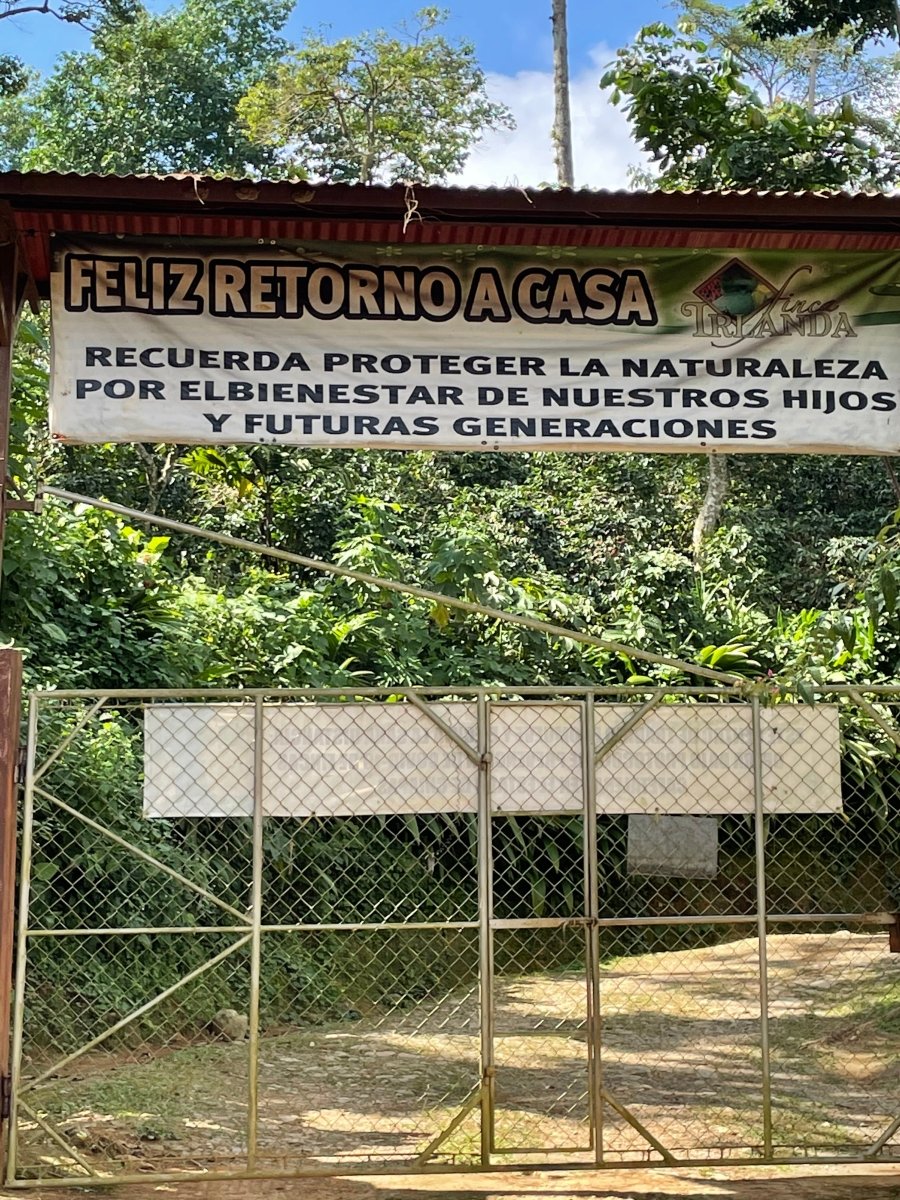 FELIZ RETORNO A CASA
Finca
IRLANDA
RECUERDA PROTEGER LA NATURALEZA
POR ELBIENESTAR DE NUESTROS HIJOS
Y FUTURAS GENERACIONES